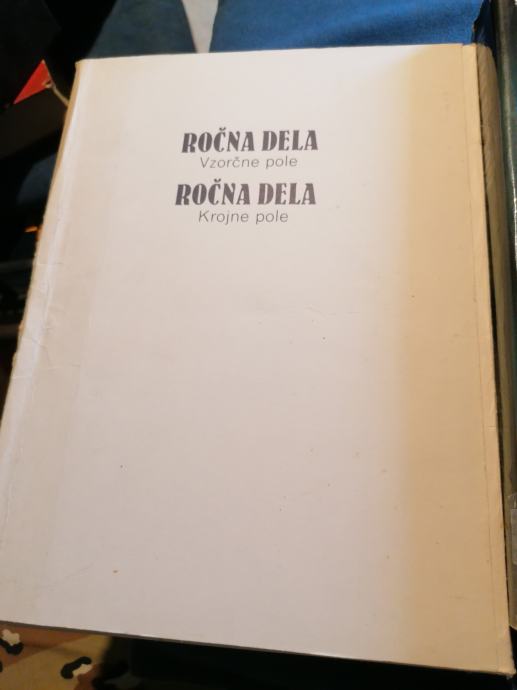 ROČNA DELA
Vzorčne pole
ROČNA DELA
Krojne pole